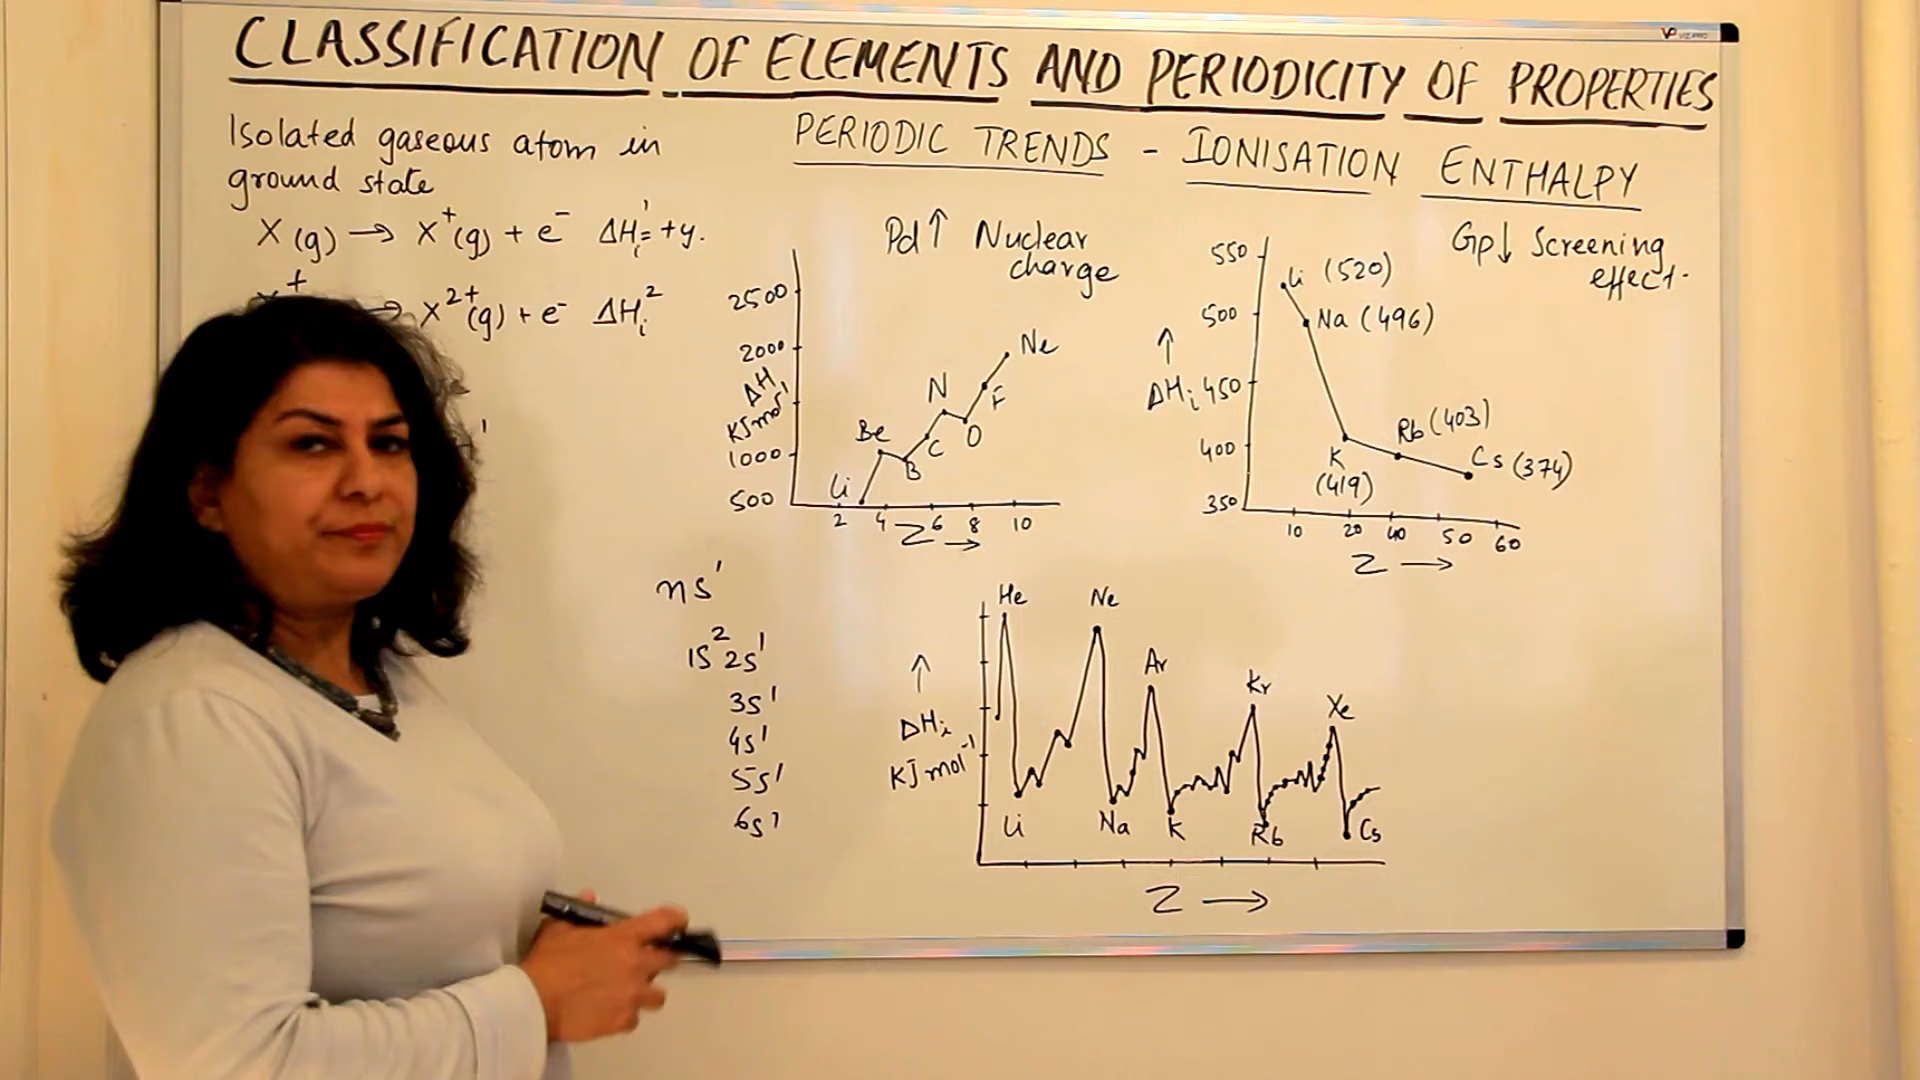 CLASSIFICATION OF ELEMENTS AND PERIODICITY OF PROPERTIES
PERIODIC TRENDS - IONISATION ENTHALPY
Isolated gaseous atom in
ground state
X(g) → X⁺(g) + e⁻ ΔHᵢ¹ = +y.
X⁺ → X²⁺(g) + e⁻ ΔHᵢ²
Pd↑ Nuclear
charge
2500
2000
ΔH
KJmol⁻¹
1000
500
Li
Be
B
C
N
O
F
Ne
2 4 6 8 10
Z →
Gp↓ Screening
effect.
550
500
↑
ΔHᵢ 450
400
350
Li (520)
Na (496)
K
(419)
Rb (403)
Cs (374)
10 20 40 50 60
Z →
ns¹
1s² 2s¹
3s¹
4s¹
5s¹
6s¹
↑
ΔHᵢ
KJ mol⁻¹
He Ne Ar Kr Xe
Li Na K Rb Cs
Z →